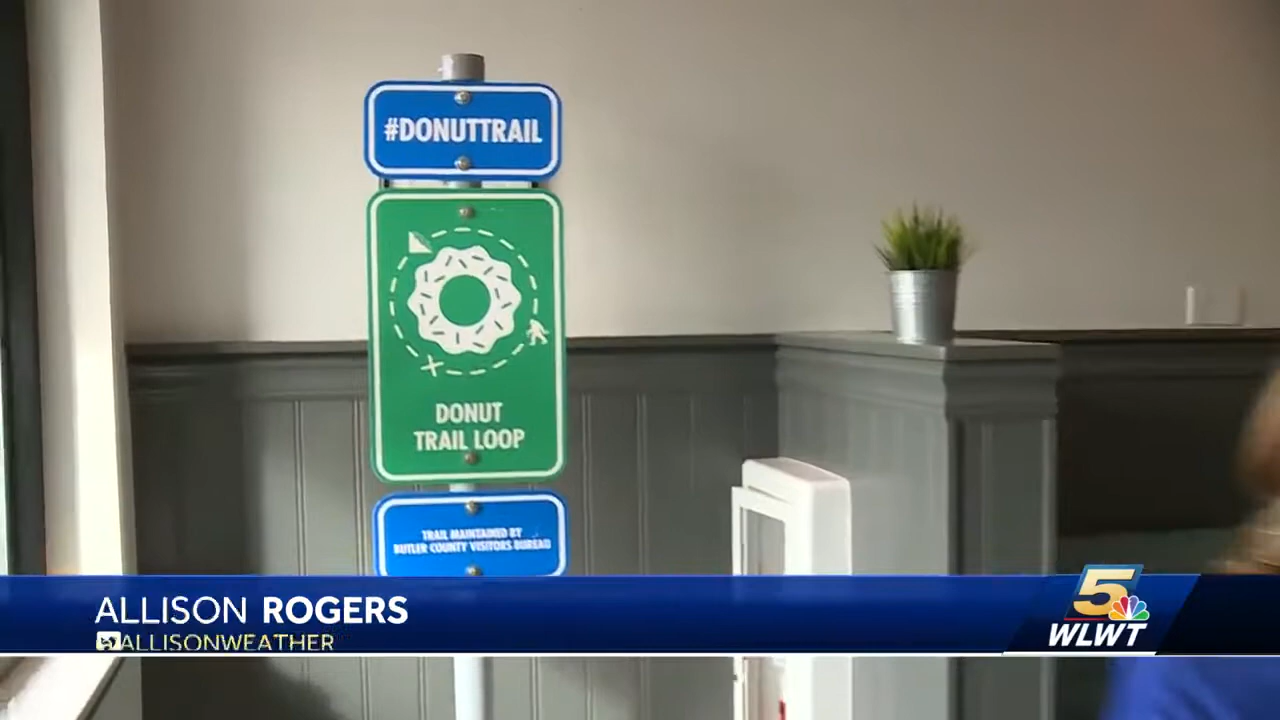 #DONUTTRAIL
DONUT
TRAIL LOOP
TRAIL MAINTAINED BY
BUTLER COUNTY VISITORS BUREAU
ALLISON ROGERS
@ALLISONWEATHER
5
WLWT